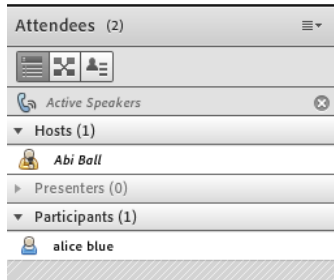 Attendees (2)
Active Speakers
Hosts (1)
Abi Ball
Presenters (0)
Participants (1)
alice blue